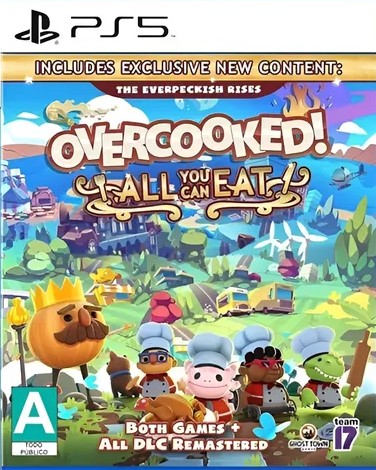 PS5
INCLUDES EXCLUSIVE NEW CONTENT:
THE EVERPECKISH RISES
OVERCOOKED!
ALL YOU CAN EAT!
A
TODO
PÚBLICO
BOTH GAMES +
ALL DLC REMASTERED
GHOST TOWN
GAMES
team
17